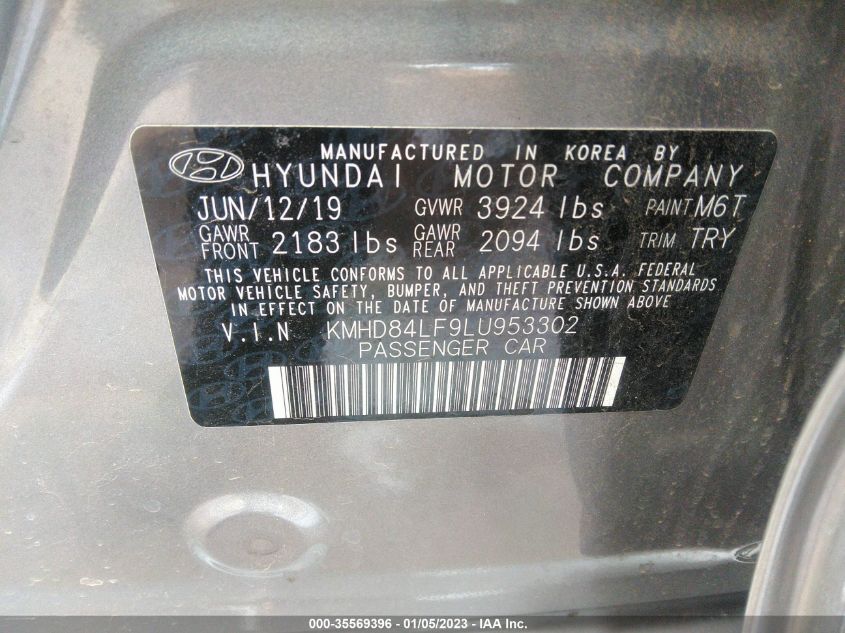 MANUFACTURED IN KOREA BY
HYUNDAI MOTOR COMPANY
JUN/12/19 GVWR 3924 lbs PAINT M6T
GAWR FRONT 2183 lbs GAWR REAR 2094 lbs TRIM TRY
THIS VEHICLE CONFORMS TO ALL APPLICABLE U.S.A. FEDERAL
MOTOR VEHICLE SAFETY, BUMPER, AND THEFT PREVENTION STANDARDS
IN EFFECT ON THE DATE OF MANUFACTURE SHOWN ABOVE
V.I.N KMHD84LF9LU953302
PASSENGER CAR
000-35569396 - 01/05/2023 - IAA Inc.